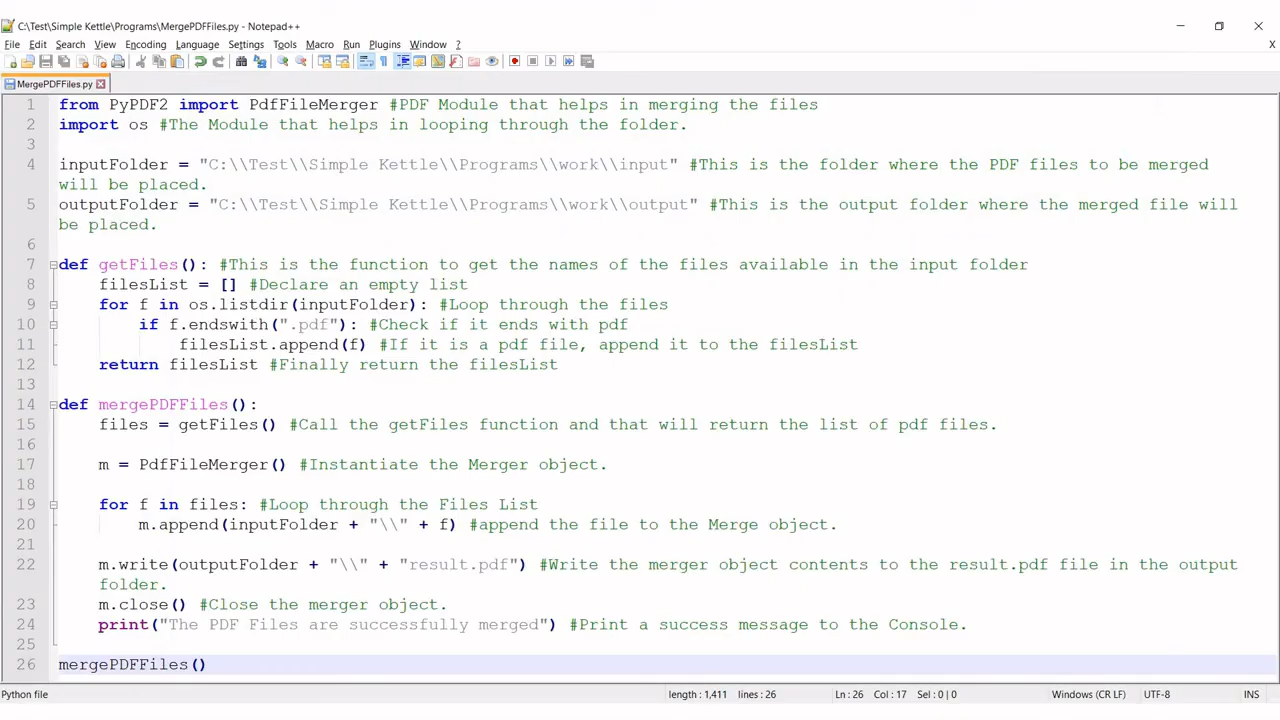 C:\Test\Simple Kettle\Programs\MergePDFFiles.py - Notepad++
File Edit Search View Encoding Language Settings Tools Macro Run Plugins Window ? X
MergePDFFiles.py
1 from PyPDF2 import PdfFileMerger #PDF Module that helps in merging the files
2 import os #The Module that helps in looping through the folder.
3
4 inputFolder = "C:\\Test\\Simple Kettle\\Programs\\work\\input" #This is the folder where the PDF files to be merged
will be placed.
5 outputFolder = "C:\\Test\\Simple Kettle\\Programs\\work\\output" #This is the output folder where the merged file will
be placed.
6
7 def getFiles(): #This is the function to get the names of the files available in the input folder
8 filesList = [] #Declare an empty list
9 for f in os.listdir(inputFolder): #Loop through the files
10 if f.endswith(".pdf"): #Check if it ends with pdf
11 filesList.append(f) #If it is a pdf file, append it to the filesList
12 return filesList #Finally return the filesList
13
14 def mergePDFFiles():
15 files = getFiles() #Call the getFiles function and that will return the list of pdf files.
16
17 m = PdfFileMerger() #Instantiate the Merger object.
18
19 for f in files: #Loop through the Files List
20 m.append(inputFolder + "\\" + f) #append the file to the Merge object.
21
22 m.write(outputFolder + "\\" + "result.pdf") #Write the merger object contents to the result.pdf file in the output
folder.
23 m.close() #Close the merger object.
24 print("The PDF Files are successfully merged") #Print a success message to the Console.
25
26 mergePDFFiles()
Python file length : 1,411 lines : 26 Ln : 26 Col : 17 Sel : 0 | 0 Windows (CR LF) UTF-8 INS